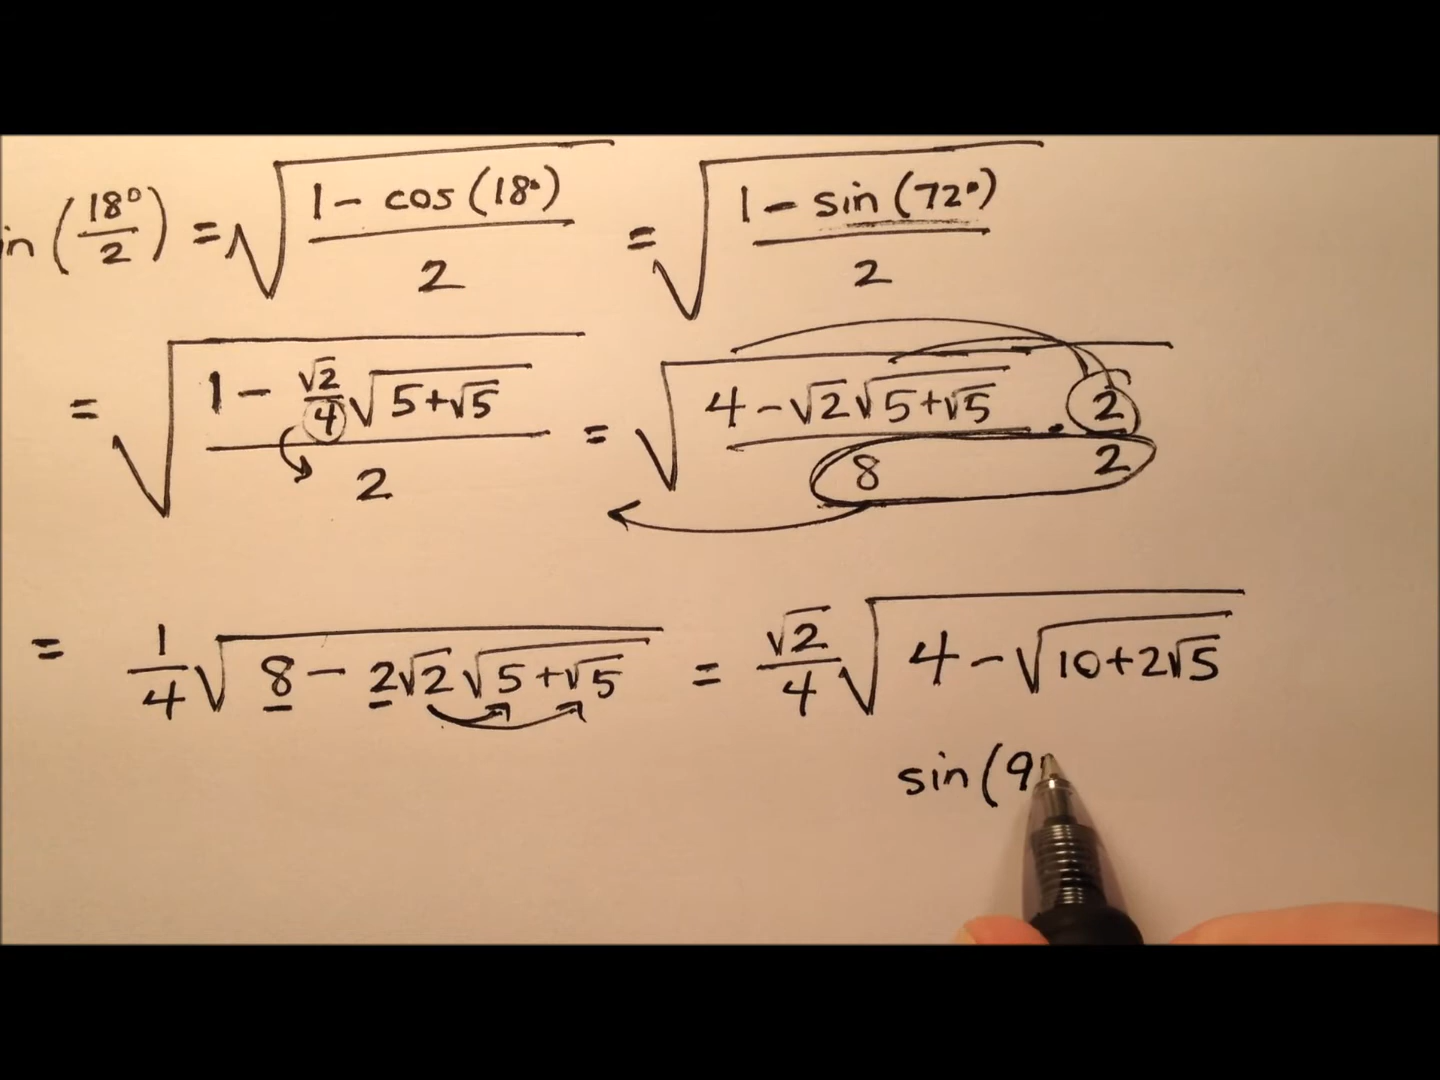 in (18°/2) = √((1 - cos(18°))/2) = √((1 - sin(72°))/2)
= √((1 - √2/4 √(5+√5))/2) = √((4 - √2√(5+√5))/8 · 2/2)
= 1/4 √(8 - 2√2√(5+√5)) = √2/4 √(4 - √(10+2√5))
sin(9